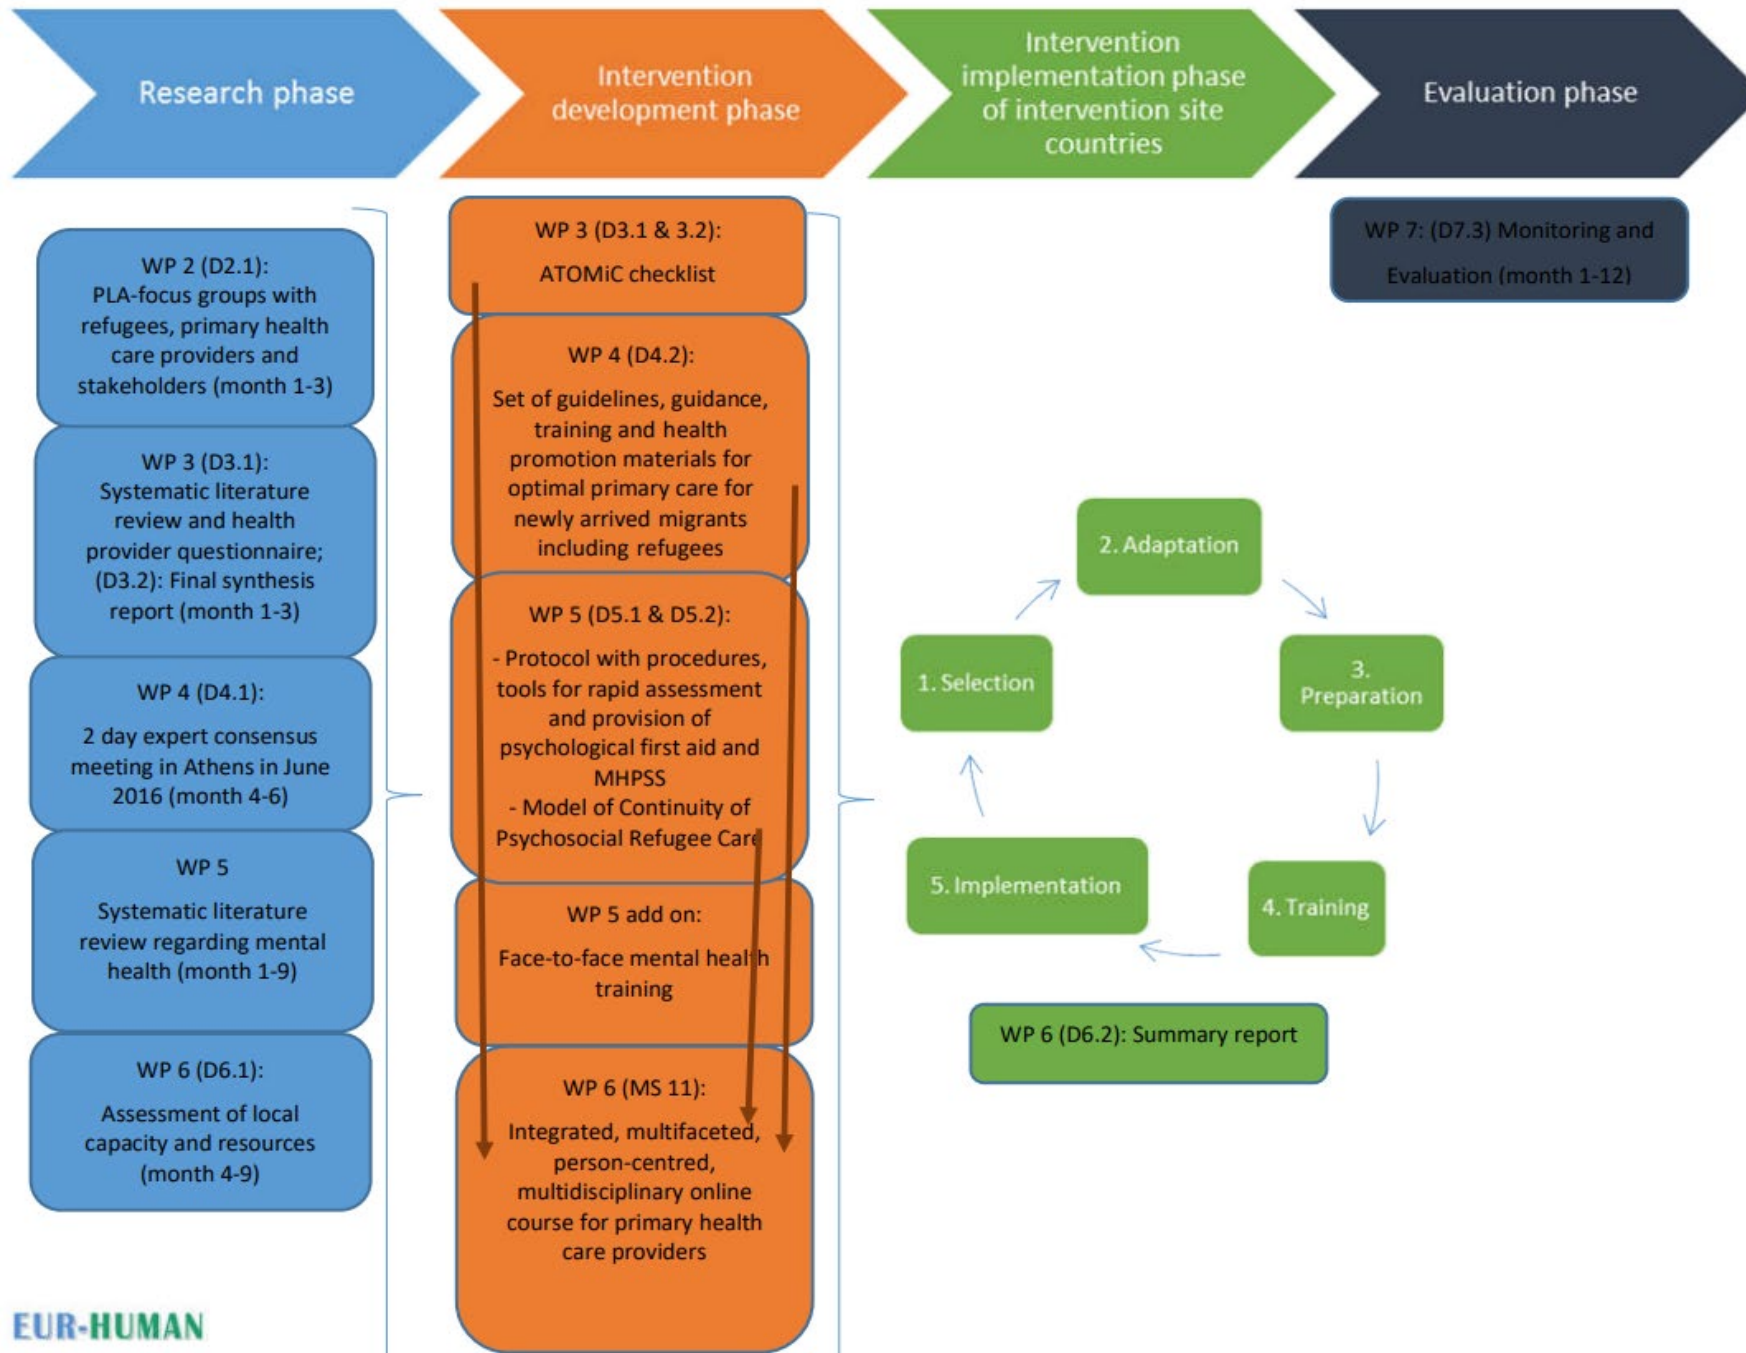 Research phase
Intervention
development phase
Intervention
implementation phase
of intervention site
countries
Evaluation phase
WP 2 (D2.1):
PLA-focus groups with
refugees, primary health
care providers and
stakeholders (month 1-3)
WP 3 (D3.1):
Systematic literature
review and health
provider questionnaire;
(D3.2): Final synthesis
report (month 1-3)
WP 4 (D4.1):
2 day expert consensus
meeting in Athens in June
2016 (month 4-6)
WP 5
Systematic literature
review regarding mental
health (month 1-9)
WP 6 (D6.1):
Assessment of local
capacity and resources
(month 4-9)
WP 3 (D3.1 & 3.2):
ATOMiC checklist
WP 4 (D4.2):
Set of guidelines, guidance,
training and health
promotion materials for
optimal primary care for
newly arrived migrants
including refugees
WP 5 (D5.1 & D5.2):
- Protocol with procedures,
tools for rapid assessment
and provision of
psychological first aid and
MHPSS
- Model of Continuity of
Psychosocial Refugee Care
WP 5 add on:
Face-to-face mental health
training
WP 6 (MS 11):
Integrated, multifaceted,
person-centred,
multidisciplinary online
course for primary health
care providers
1. Selection
2. Adaptation
3.
Preparation
4. Training
5. Implementation
WP 6 (D6.2): Summary report
WP 7: (D7.3) Monitoring and
Evaluation (month 1-12)
EUR-HUMAN